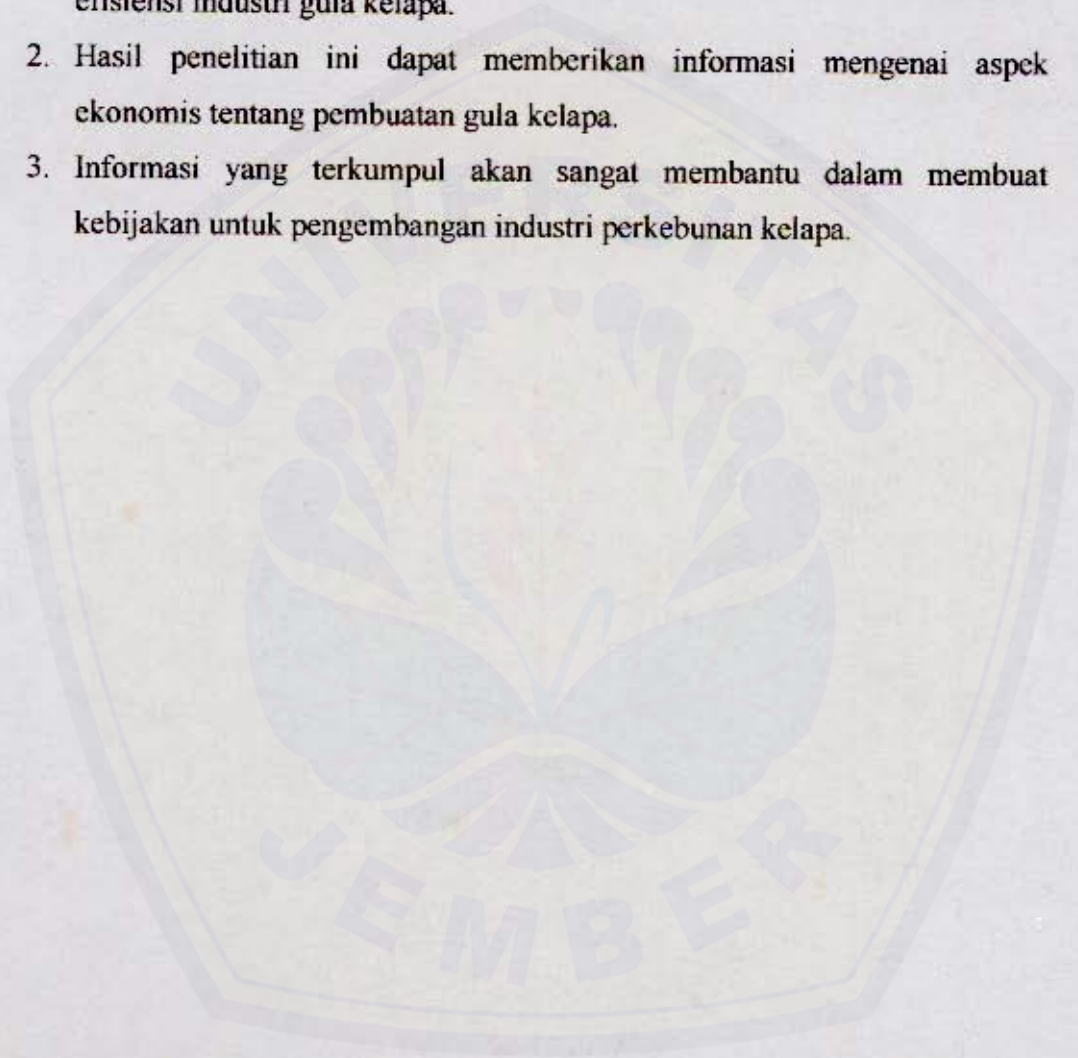 efisiensi industri gula kelapa.
2. Hasil penelitian ini dapat memberikan informasi mengenai aspek
ekonomis tentang pembuatan gula kelapa.
3. Informasi yang terkumpul akan sangat membantu dalam membuat
kebijakan untuk pengembangan industri perkebunan kelapa.
UNIVERSITAS
JEMBER